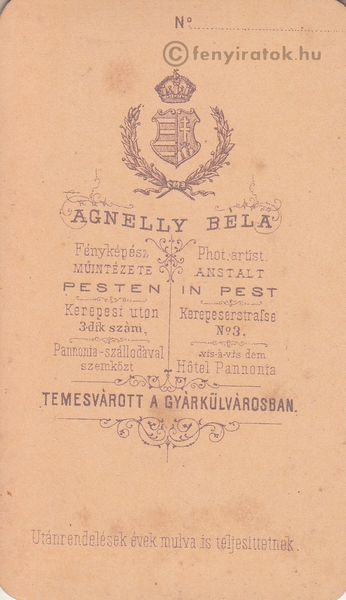 Nº
© fenyiratok.hu
AGNELLY BÉLA
Fényképész Phot. artist.
MŰINTÉZETE ANSTALT
PESTEN IN PEST
Kerepesi uton Kerepeserstraſse
3-dik szám, Nº3.
Pannonia-szállodával vis-à-vis dem
szemközt Hôtel Pannonia
TEMESVÁROTT A GYÁRKÜLVÁROSBAN.
Utánrendelések évek mulva is teljesittetnek.